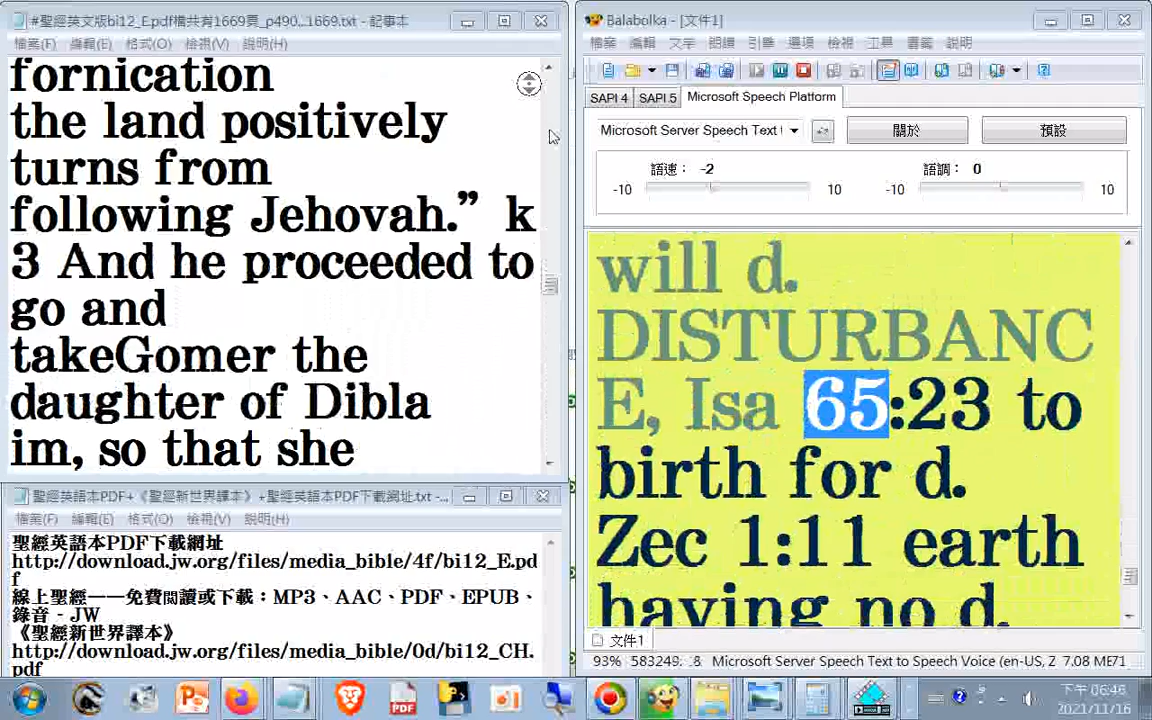 #聖經英文版bi12_E.pdf橫共有1669頁_p490,..1669.txt - 記事本
檔案(F) 編輯(E) 格式(O) 檢視(V) 說明(H)
fornication
the land positively
turns from
following Jehovah.” k
3 And he proceeded to
go and
takeGomer the
daughter of Dibla
im, so that she
聖經英語本PDF+《聖經新世界譯本》+聖經英語本PDF下載網址.txt - ...
檔案(F) 編輯(E) 格式(O) 檢視(V) 說明(H)
聖經英語本PDF下載網址
http://download.jw.org/files/media_bible/4f/bi12_E.pd
f
線上聖經——免費閱讀或下載：MP3、AAC、PDF、EPUB、
錄音 - JW
《聖經新世界譯本》
http://download.jw.org/files/media_bible/0d/bi12_CH.
pdf
Balabolka - [文件1]
檔案 編輯 文字 朗讀 引擎 選項 檢視 工具 書籤 說明
SAPI 4 SAPI 5 Microsoft Speech Platform
Microsoft Server Speech Text 關於 預設
語速： -2 語調： 0
-10 10 -10 10
will d.
DISTURBANC
E, Isa 65:23 to
birth for d.
Zec 1:11 earth
having no d.
文件1
93% 583249: 8 Microsoft Server Speech Text to Speech Voice (en-US, Z 7.08 ME71
下午 06:46
2021/11/16